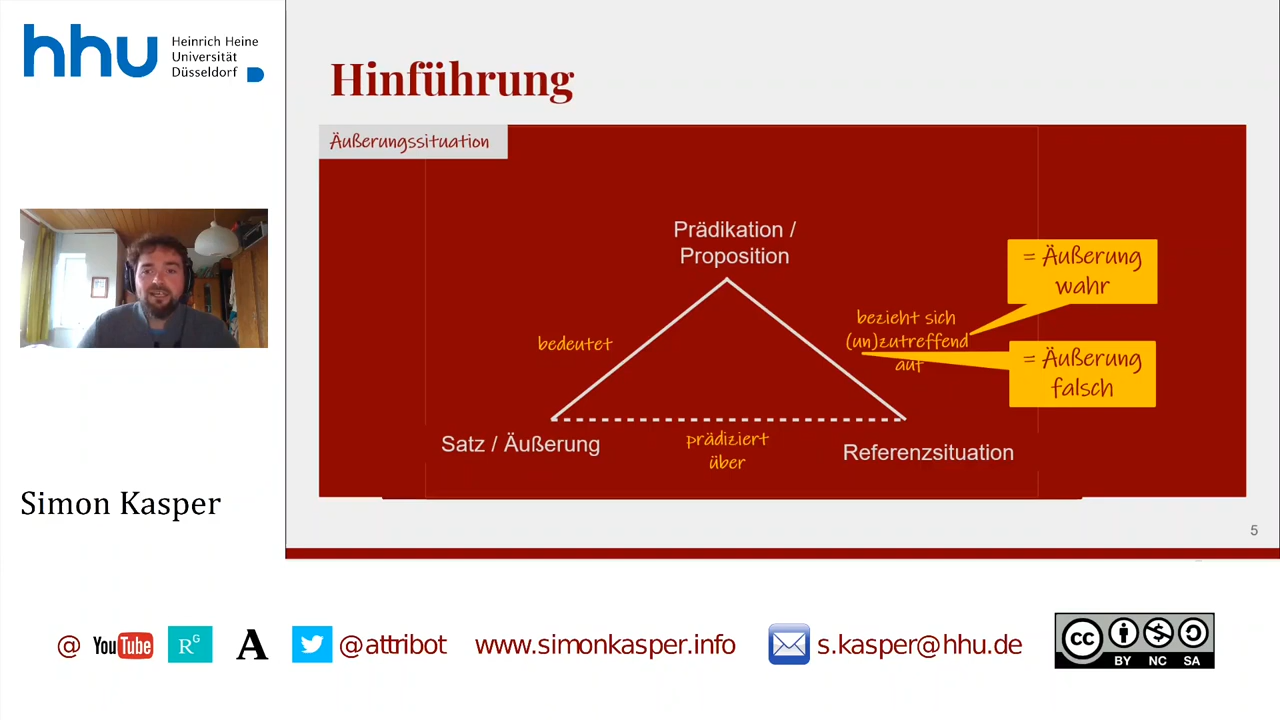 hhu
Heinrich Heine
Universität
Düsseldorf
Hinführung
Äußerungssituation
Prädikation /
Proposition
= Äußerung
wahr
bezieht sich
(un)zutreffend
auf
bedeutet
= Äußerung
falsch
Satz / Äußerung
prädiziert
über
Referenzsituation
Simon Kasper
5
@ YouTube RG A @attribot www.simonkasper.info s.kasper@hhu.de
cc
BY NC SA